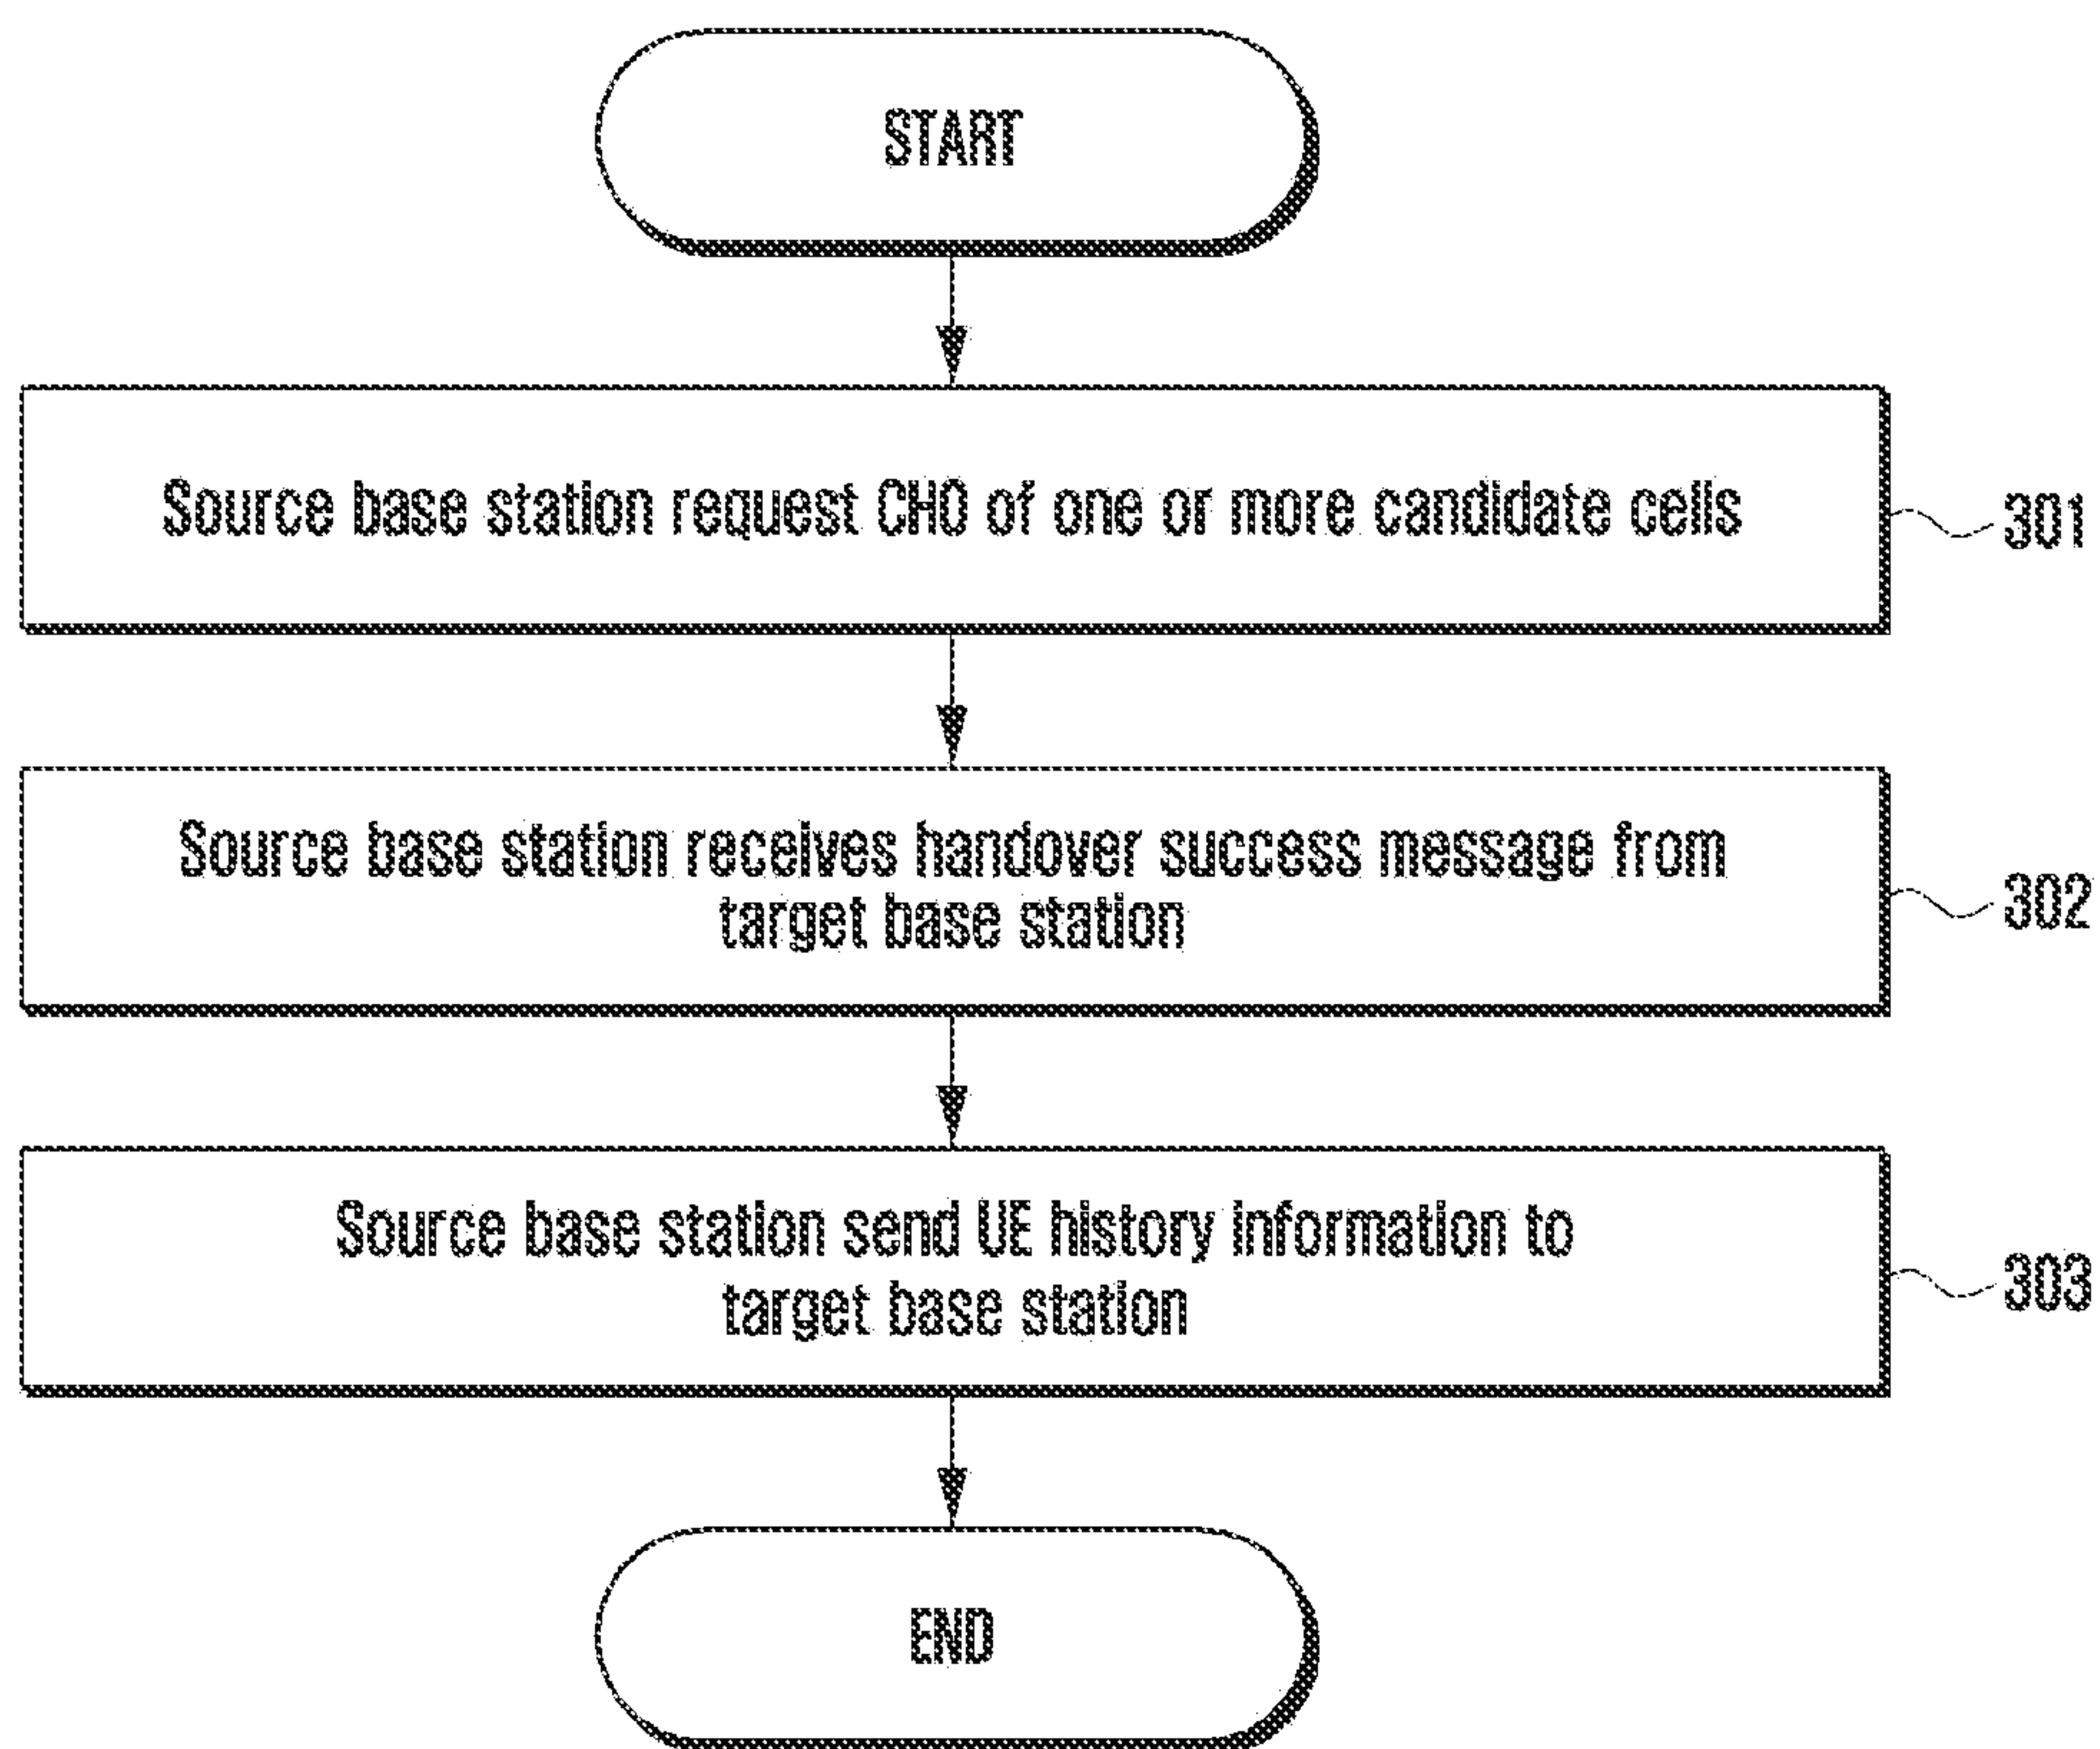 START
Source base station request CHO of one or more candidate cells
301
Source base station receives handover success message from
target base station
302
Source base station send UE history information to
target base station
303
END